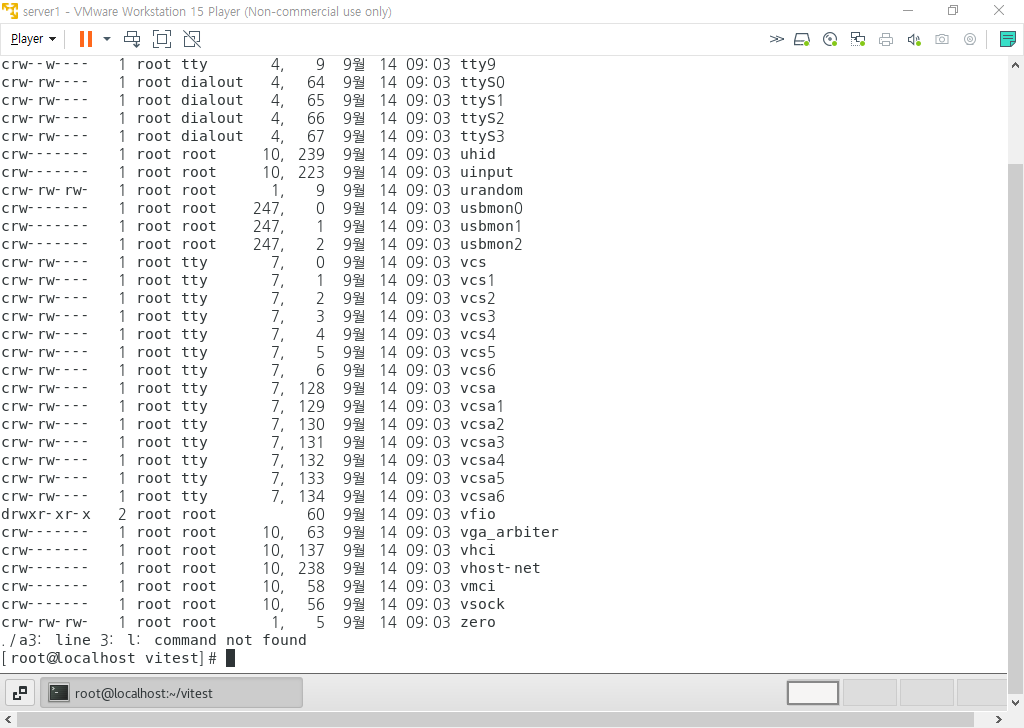 server1 - VMware Workstation 15 Player (Non-commercial use only)
Player
crw--w---- 1 root tty 4, 9 9월 14 09:03 tty9
crw-rw---- 1 root dialout 4, 64 9월 14 09:03 ttyS0
crw-rw---- 1 root dialout 4, 65 9월 14 09:03 ttyS1
crw-rw---- 1 root dialout 4, 66 9월 14 09:03 ttyS2
crw-rw---- 1 root dialout 4, 67 9월 14 09:03 ttyS3
crw------- 1 root root 10, 239 9월 14 09:03 uhid
crw------- 1 root root 10, 223 9월 14 09:03 uinput
crw-rw-rw- 1 root root 1, 9 9월 14 09:03 urandom
crw------- 1 root root 247, 0 9월 14 09:03 usbmon0
crw------- 1 root root 247, 1 9월 14 09:03 usbmon1
crw------- 1 root root 247, 2 9월 14 09:03 usbmon2
crw-rw---- 1 root tty 7, 0 9월 14 09:03 vcs
crw-rw---- 1 root tty 7, 1 9월 14 09:03 vcs1
crw-rw---- 1 root tty 7, 2 9월 14 09:03 vcs2
crw-rw---- 1 root tty 7, 3 9월 14 09:03 vcs3
crw-rw---- 1 root tty 7, 4 9월 14 09:03 vcs4
crw-rw---- 1 root tty 7, 5 9월 14 09:03 vcs5
crw-rw---- 1 root tty 7, 6 9월 14 09:03 vcs6
crw-rw---- 1 root tty 7, 128 9월 14 09:03 vcsa
crw-rw---- 1 root tty 7, 129 9월 14 09:03 vcsa1
crw-rw---- 1 root tty 7, 130 9월 14 09:03 vcsa2
crw-rw---- 1 root tty 7, 131 9월 14 09:03 vcsa3
crw-rw---- 1 root tty 7, 132 9월 14 09:03 vcsa4
crw-rw---- 1 root tty 7, 133 9월 14 09:03 vcsa5
crw-rw---- 1 root tty 7, 134 9월 14 09:03 vcsa6
drwxr-xr-x 2 root root 60 9월 14 09:03 vfio
crw------- 1 root root 10, 63 9월 14 09:03 vga_arbiter
crw------- 1 root root 10, 137 9월 14 09:03 vhci
crw------- 1 root root 10, 238 9월 14 09:03 vhost-net
crw------- 1 root root 10, 58 9월 14 09:03 vmci
crw------- 1 root root 10, 56 9월 14 09:03 vsock
crw-rw-rw- 1 root root 1, 5 9월 14 09:03 zero
./a3: line 3: l: command not found
[root@localhost vitest]#
root@localhost:~/vitest